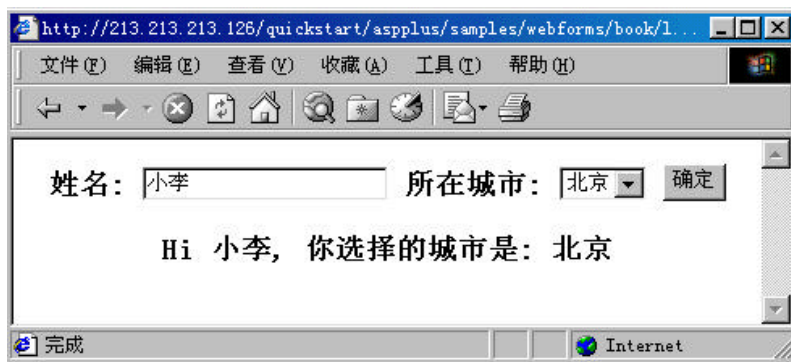 http://213.213.213.126/quickstart/aspplus/samples/webforms/book/l...
文件(F) 编辑(E) 查看(V) 收藏(A) 工具(T) 帮助(H)
姓名: 小李 所在城市: 北京 确定
Hi 小李, 你选择的城市是: 北京
完成 Internet